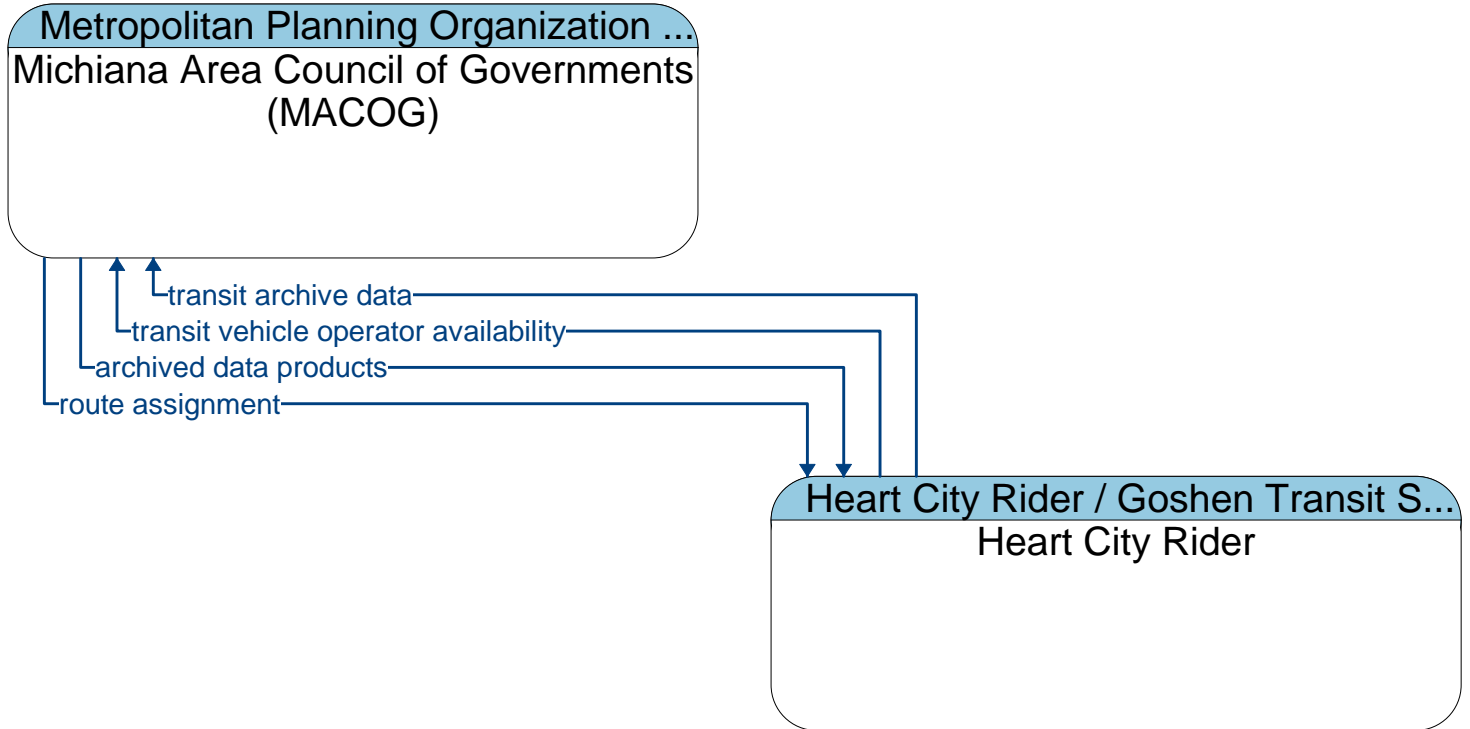 Metropolitan Planning Organization ...
Michiana Area Council of Governments
(MACOG)
transit archive data
transit vehicle operator availability
archived data products
route assignment
Heart City Rider / Goshen Transit S...
Heart City Rider